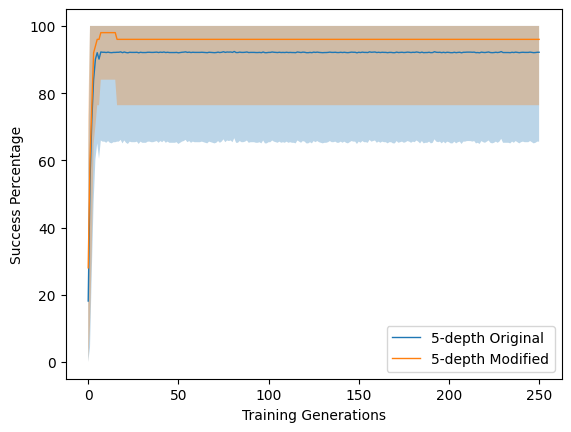 100
80
60
40
20
0
Success Percentage
0 50 100 150 200 250
Training Generations
5-depth Original
5-depth Modified